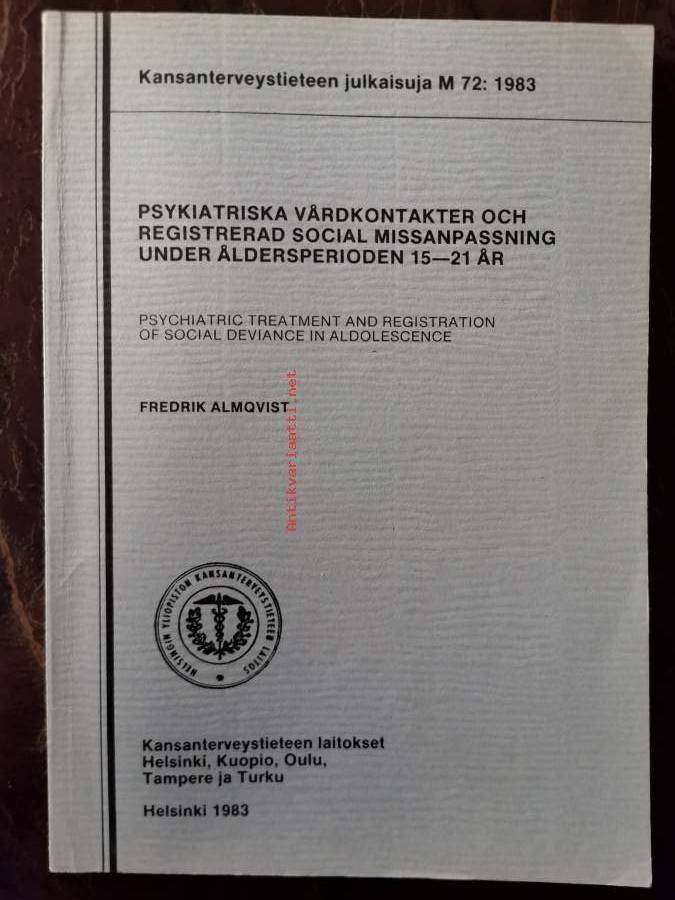 Kansanterveystieteen julkaisuja M 72: 1983
PSYKIATRISKA VÅRDKONTAKTER OCH
REGISTRERAD SOCIAL MISSANPASSNING
UNDER ÅLDERSPERIODEN 15—21 ÅR
PSYCHIATRIC TREATMENT AND REGISTRATION
OF SOCIAL DEVIANCE IN ALDOLESCENCE
FREDRIK ALMQVIST
Antikvariaatti.net
HELSINGIN YLIOPISTON KANSANTERVEYSTIETEEN LAITOS
Kansanterveystieteen laitokset
Helsinki, Kuopio, Oulu,
Tampere ja Turku
Helsinki 1983